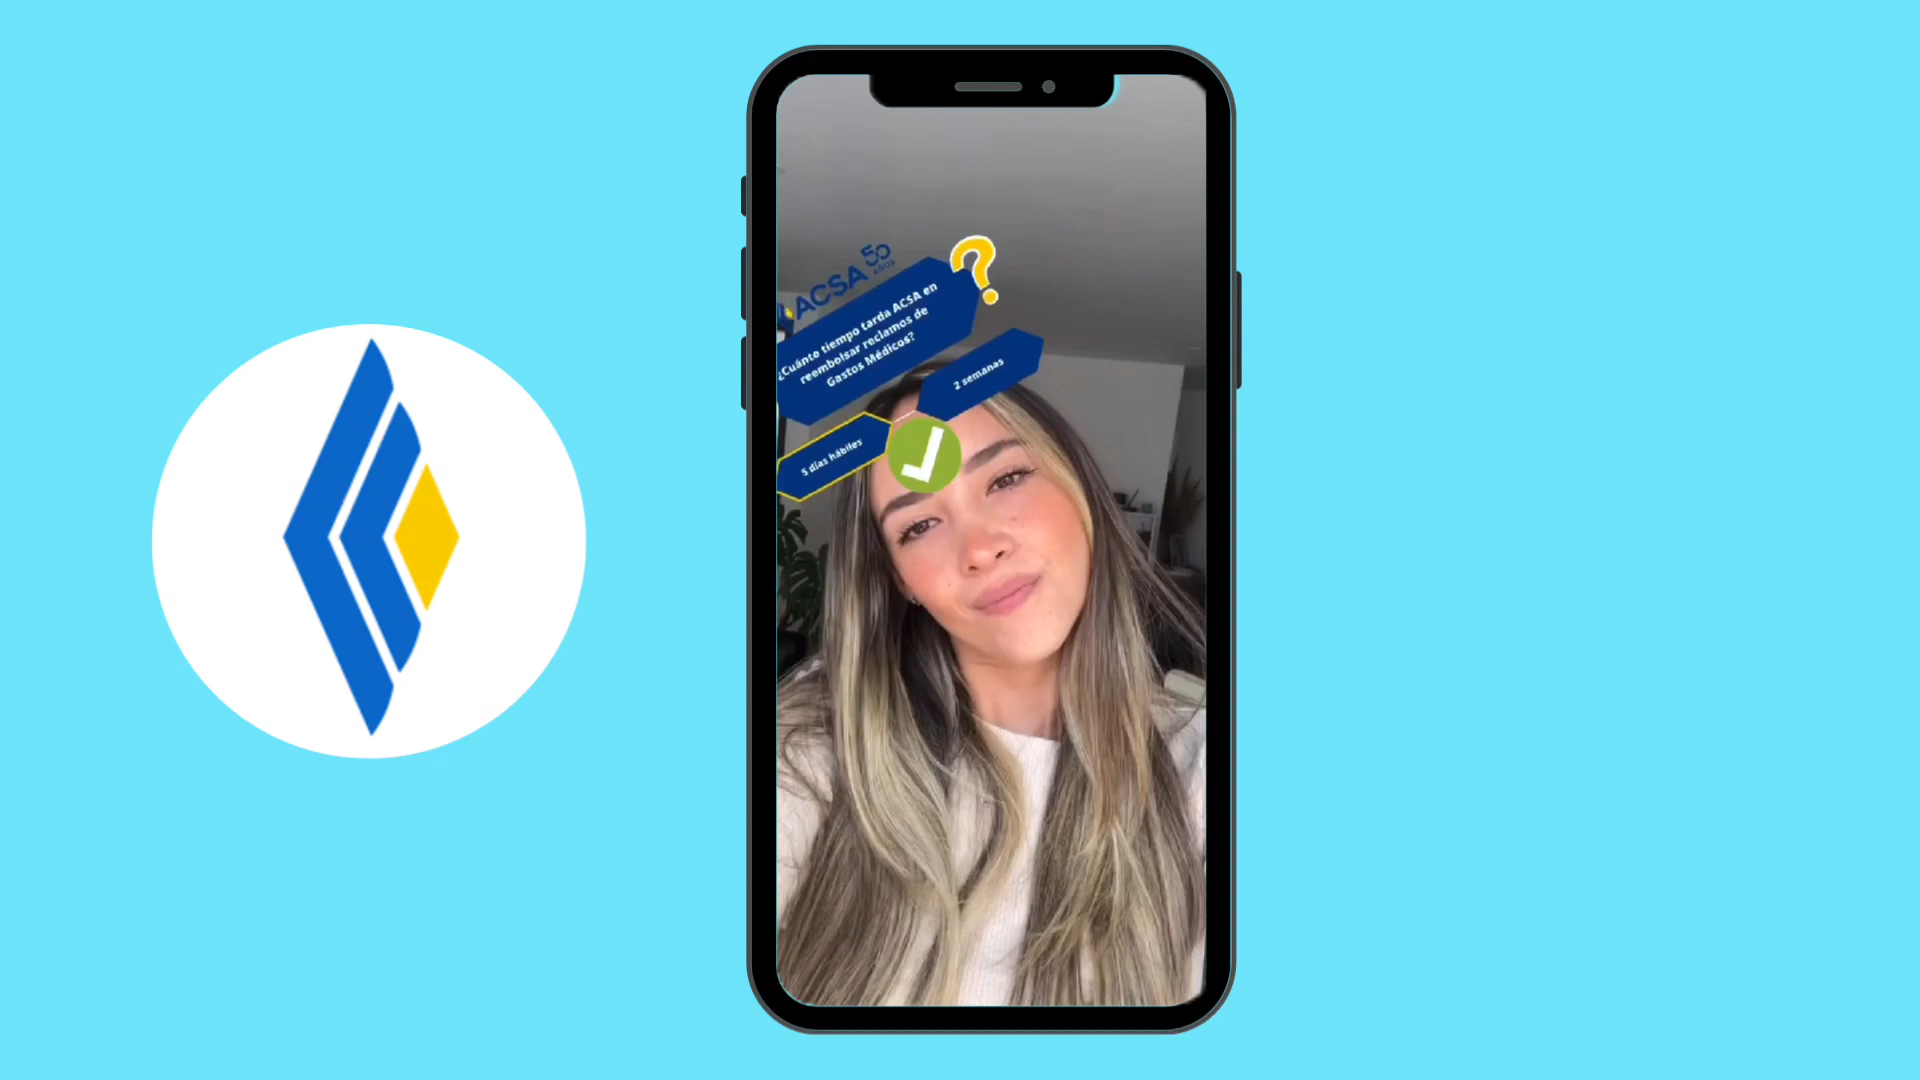 ACSA 50
AÑOS
¿Cuánto tiempo tarda ACSA en
reembolsar reclamos de
Gastos Médicos?
2 semanas
5 días hábiles